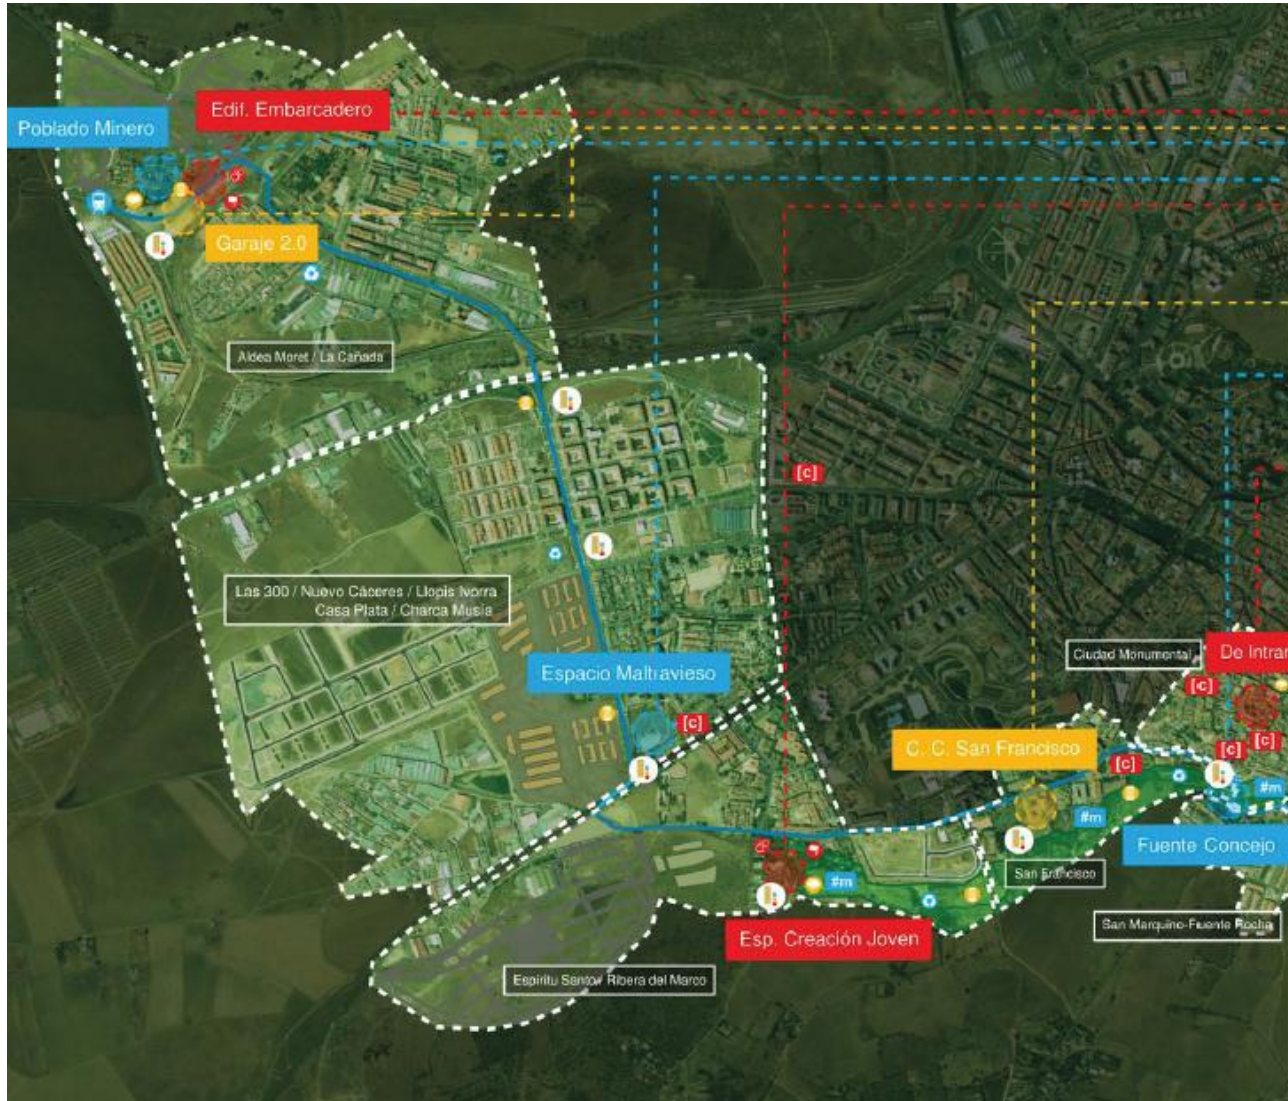 Edif. Embarcadero
Poblado Minero
Garaje 2.0
Aldea Moret / La Cañada
[c]
Las 300 / Nuevo Cáceres / Llopis Ivorra
Casa Plata / Charca Musia
Ciudad Monumental
De Intra
Espacio Maltravieso
[c]
[c]
[c]
[c]
C. C. San Francisco
[c]
#m
#m
Fuente Concejo
San Francisco
#m
San Marquino-Fuente Rocha
Esp. Creación Joven
Espíritu Santo/ Ribera del Marco